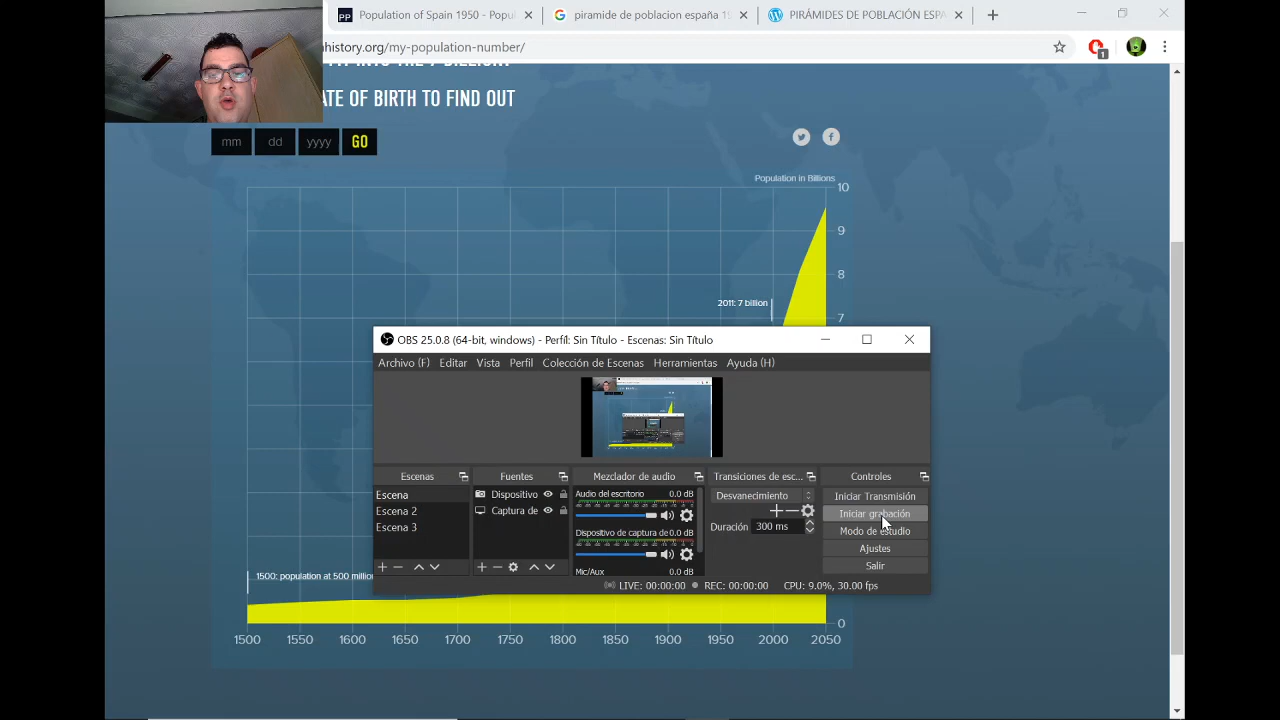 Population of Spain 1950 - Popul
piramide de poblacion españa 19
PIRÁMIDES DE POBLACIÓN ESPA
history.org/my-population-number/
1
ATE OF BIRTH TO FIND OUT
mm
dd
yyyy
GO
Population in Billions
10
9
8
2011: 7 billion
7
OBS 25.0.8 (64-bit, windows) - Perfil: Sin Título - Escenas: Sin Título
Archivo (F) Editar Vista Perfil Colección de Escenas Herramientas Ayuda (H)
Escenas
Fuentes
Mezclador de audio
Transiciones de esc...
Controles
Escena
Escena 2
Escena 3
Dispositivo
Captura de
Audio del escritorio 0.0 dB
Dispositivo de captura de 0.0 dB
Mic/Aux 0.0 dB
Desvanecimiento
Duración 300 ms
Iniciar Transmisión
Iniciar grabación
Modo de estudio
Ajustes
Salir
LIVE: 00:00:00 REC: 00:00:00 CPU: 9.0%, 30.00 fps
1500: population at 500 million
0
1500 1550 1600 1650 1700 1750 1800 1850 1900 1950 2000 2050